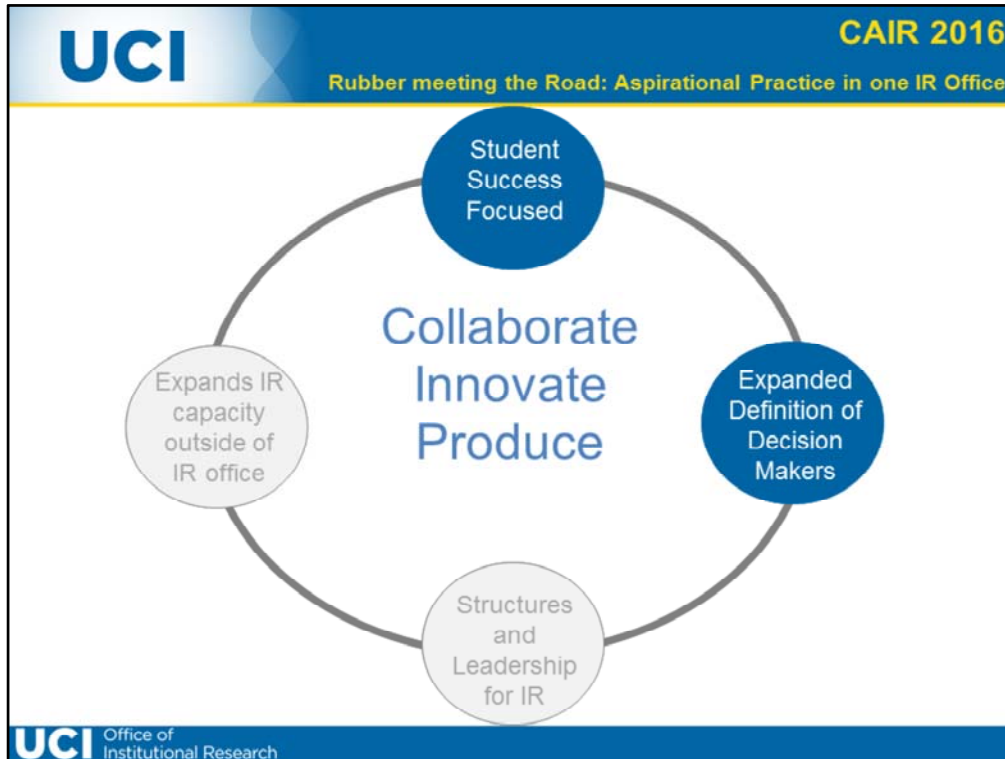 UCI
CAIR 2016
Rubber meeting the Road: Aspirational Practice in one IR Office
Student
Success
Focused
Collaborate
Innovate
Produce
Expands IR
capacity
outside of
IR office
Expanded
Definition of
Decision
Makers
Structures
and
Leadership
for IR
UCI Office of
Institutional Research